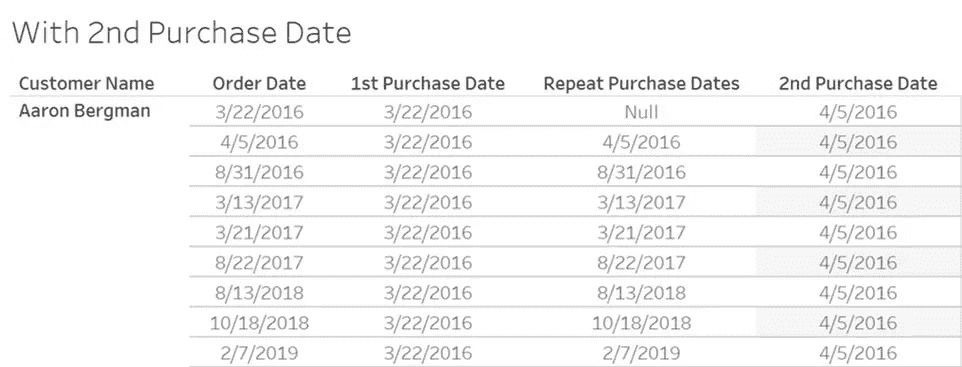 With 2nd Purchase Date
Customer Name Order Date 1st Purchase Date Repeat Purchase Dates 2nd Purchase Date
Aaron Bergman 3/22/2016 3/22/2016 Null 4/5/2016
4/5/2016 3/22/2016 4/5/2016 4/5/2016
8/31/2016 3/22/2016 8/31/2016 4/5/2016
3/13/2017 3/22/2016 3/13/2017 4/5/2016
3/21/2017 3/22/2016 3/21/2017 4/5/2016
8/22/2017 3/22/2016 8/22/2017 4/5/2016
8/13/2018 3/22/2016 8/13/2018 4/5/2016
10/18/2018 3/22/2016 10/18/2018 4/5/2016
2/7/2019 3/22/2016 2/7/2019 4/5/2016